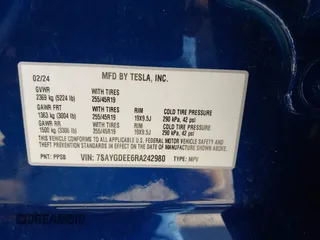 02/24
MFD BY TESLA, INC.
GVWR
2369 kg (5224 lb)
WITH TIRES
255/45R19
GAWR FRT
1363 kg (3004 lb)
WITH TIRES
255/45R19
RIM
19X9.5J
COLD TIRE PRESSURE
290 kPa, 42 psi
GAWR RR
1500 kg (3306 lb)
WITH TIRES
255/45R19
RIM
19X9.5J
COLD TIRE PRESSURE
290 kPa, 42 psi
THIS VEHICLE CONFORMS TO ALL APPLICABLE U.S. FEDERAL MOTOR
VEHICLE SAFETY AND THEFT PREVENTION STANDARDS IN EFFECT
ON THE DATE OF MANUFACTURE SHOWN ABOVE.
PNT: PPSB
VIN: 7SAYGDEE6RA242980
TYPE: MPV